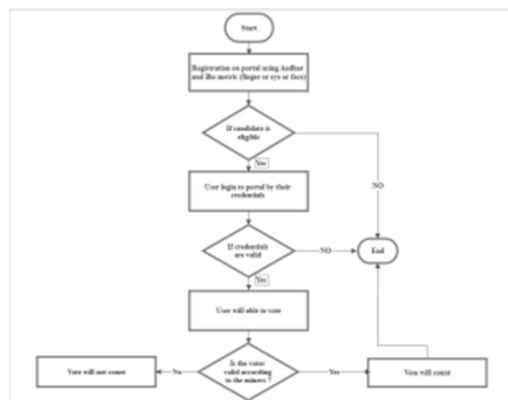 Start
Registration on portal using Aadhar
and Bio metric (finger or eye or face)
If candidate is
eligible
Yes
NO
User login to portal by their
credentials
If credentials
are valid
NO
End
Yes
User will able to vote
Is the voter
valid according
to the minutes ?
Vote will not count
No
Yes
Vote will count